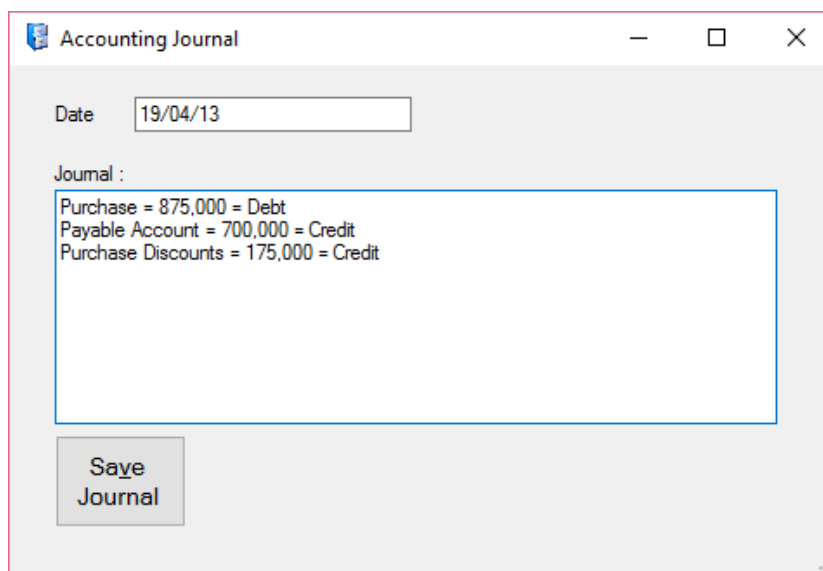 Accounting Journal
Date 19/04/13
Journal :
Purchase = 875,000 = Debt
Payable Account = 700,000 = Credit
Purchase Discounts = 175,000 = Credit
Save
Journal